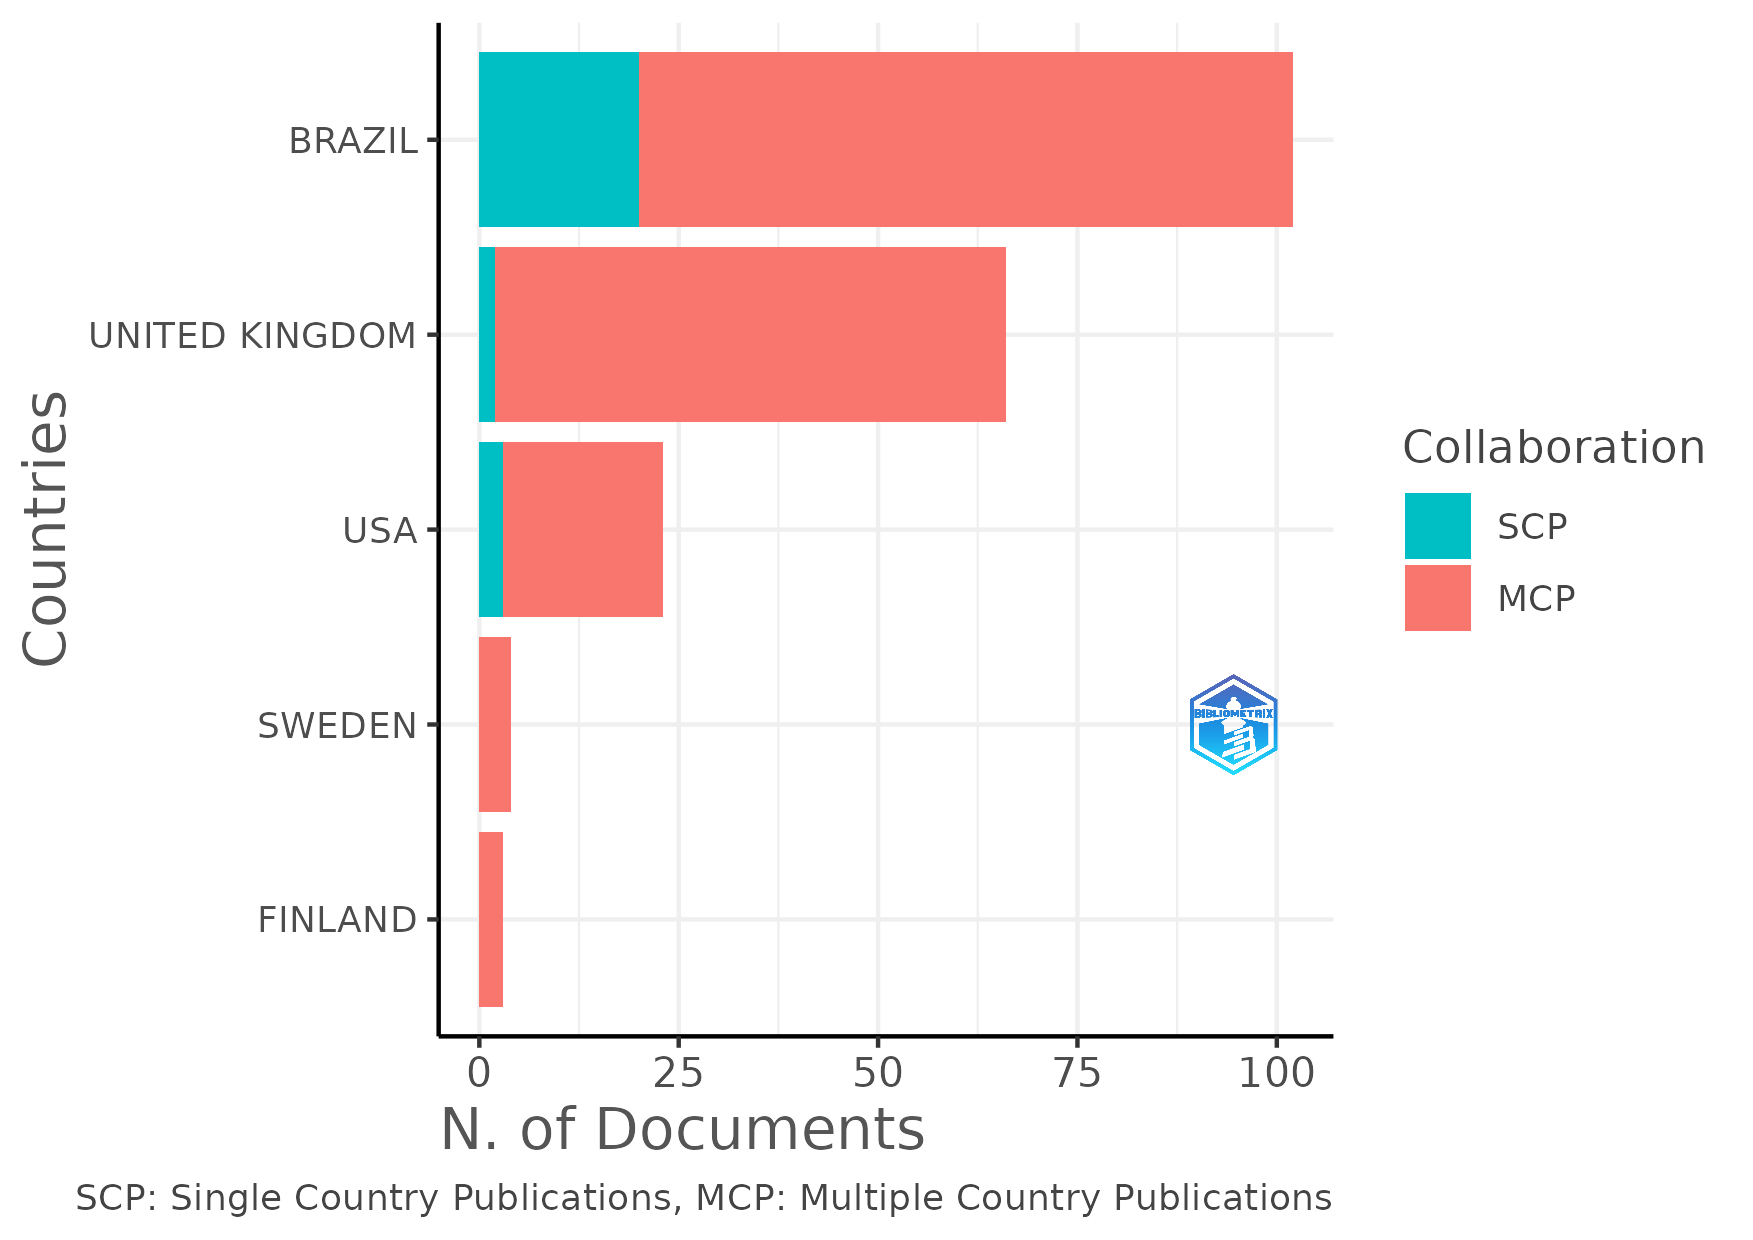 BRAZIL
UNITED KINGDOM
USA
SWEDEN
FINLAND
Countries
0 25 50 75 100
N. of Documents
SCP: Single Country Publications, MCP: Multiple Country Publications
Collaboration
SCP
MCP
BIBLIOMETRIX